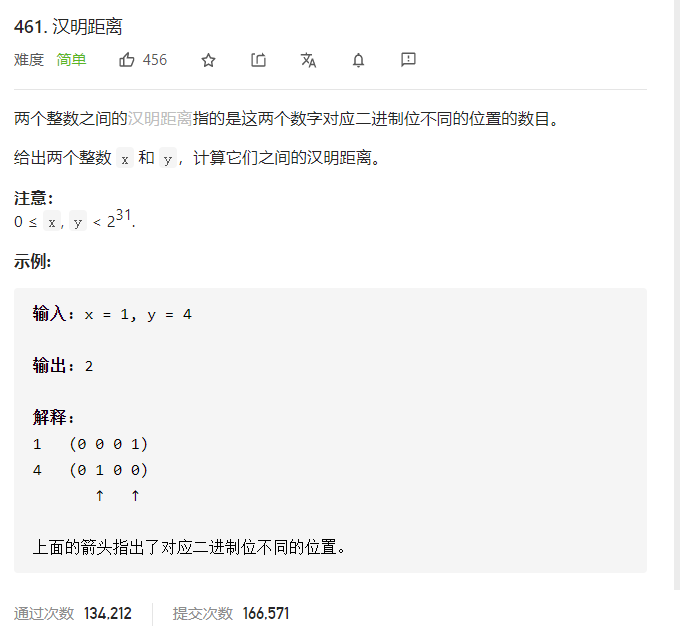 461. 汉明距离
难度 简单 456
两个整数之间的汉明距离指的是这两个数字对应二进制位不同的位置的数目。
给出两个整数 x 和 y，计算它们之间的汉明距离。
注意：
0 ≤ x, y < 2³¹.
示例:
输入: x = 1, y = 4
输出: 2
解释:
1 (0 0 0 1)
4 (0 1 0 0)
↑ ↑
上面的箭头指出了对应二进制位不同的位置。
通过次数 134,212 提交次数 166,571